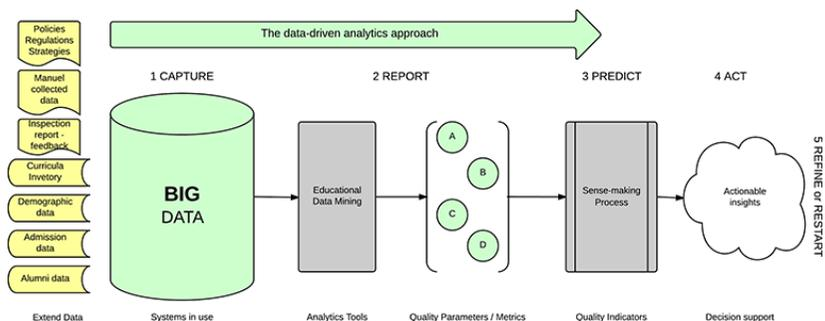 The data-driven analytics approach
1 CAPTURE
2 REPORT
3 PREDICT
4 ACT
5 REFINE or RESTART
Policies
Regulations
Strategies
Manuel
collected
data
Inspection
report -
feedback
Curricula
Invetory
Demographic
data
Admission
data
Alumni data
BIG
DATA
Educational
Data Mining
A
B
C
D
Sense-making
Process
Actionable
insights
Extend Data
Systems in use
Analytics Tools
Quality Parameters / Metrics
Quality Indicators
Decision support